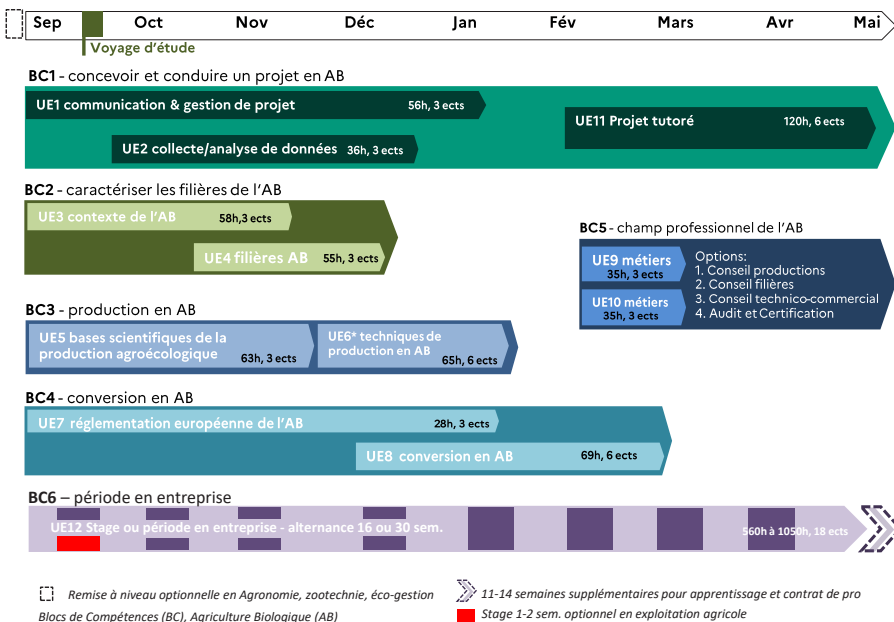 Sep Oct Nov Déc Jan Fév Mars Avr Mai
Voyage d'étude
BC1 - concevoir et conduire un projet en AB
UE1 communication & gestion de projet 56h, 3 ects
UE2 collecte/analyse de données 36h, 3 ects
UE11 Projet tutoré 120h, 6 ects
BC2 - caractériser les filières de l'AB
UE3 contexte de l'AB 58h,3 ects
UE4 filières AB 55h, 3 ects
BC5 - champ professionnel de l'AB
UE9 métiers
35h, 3 ects
UE10 métiers
35h, 3 ects
Options:
1. Conseil productions
2. Conseil filières
3. Conseil technico-commercial
4. Audit et Certification
BC3 - production en AB
UE5 bases scientifiques de la
production agroécologique 63h, 3 ects
UE6* techniques de
production en AB 65h, 6 ects
BC4 - conversion en AB
UE7 réglementation européenne de l'AB 28h, 3 ects
UE8 conversion en AB 69h, 6 ects
BC6 – période en entreprise
UE12 Stage ou période en entreprise - alternance 16 ou 30 sem. 560h à 1050h, 18 ects
Remise à niveau optionnelle en Agronomie, zootechnie, éco-gestion
Blocs de Compétences (BC), Agriculture Biologique (AB)
11-14 semaines supplémentaires pour apprentissage et contrat de pro
Stage 1-2 sem. optionnel en exploitation agricole